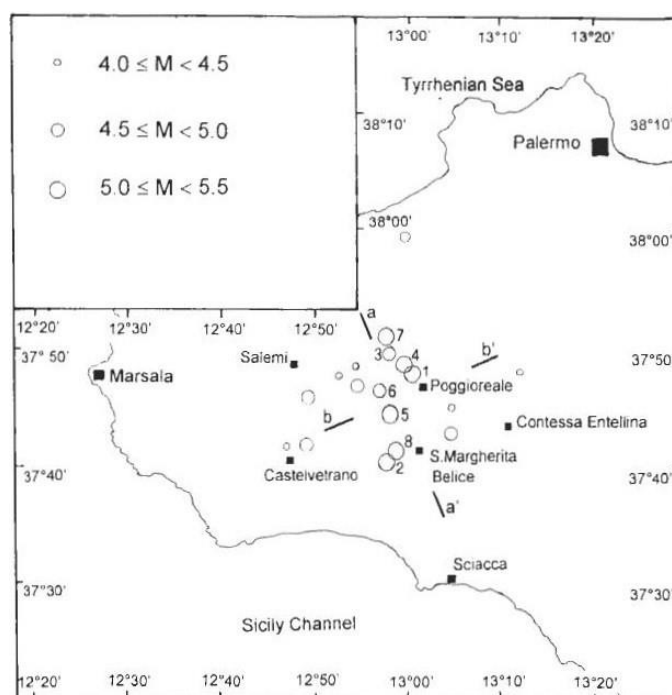 13°00' 13°10' 13°20'
4.0 ≤ M < 4.5
4.5 ≤ M < 5.0
5.0 ≤ M < 5.5
Tyrrhenian Sea
38°10' 38°10'
Palermo
38°00' 38°00'
12°20' 12°30' 12°40' 12°50'
a
7
37°50' 3 4 b' 37°50'
Salemi 1
Marsala 6 Poggioreale
b 5 Contessa Entellina
8 S.Margherita
Castelvetrano 2 Belice
37°40' 37°40'
a'
Sciacca
37°30' 37°30'
Sicily Channel
12°20' 12°30' 12°40' 12°50' 13°00' 13°10' 13°20'